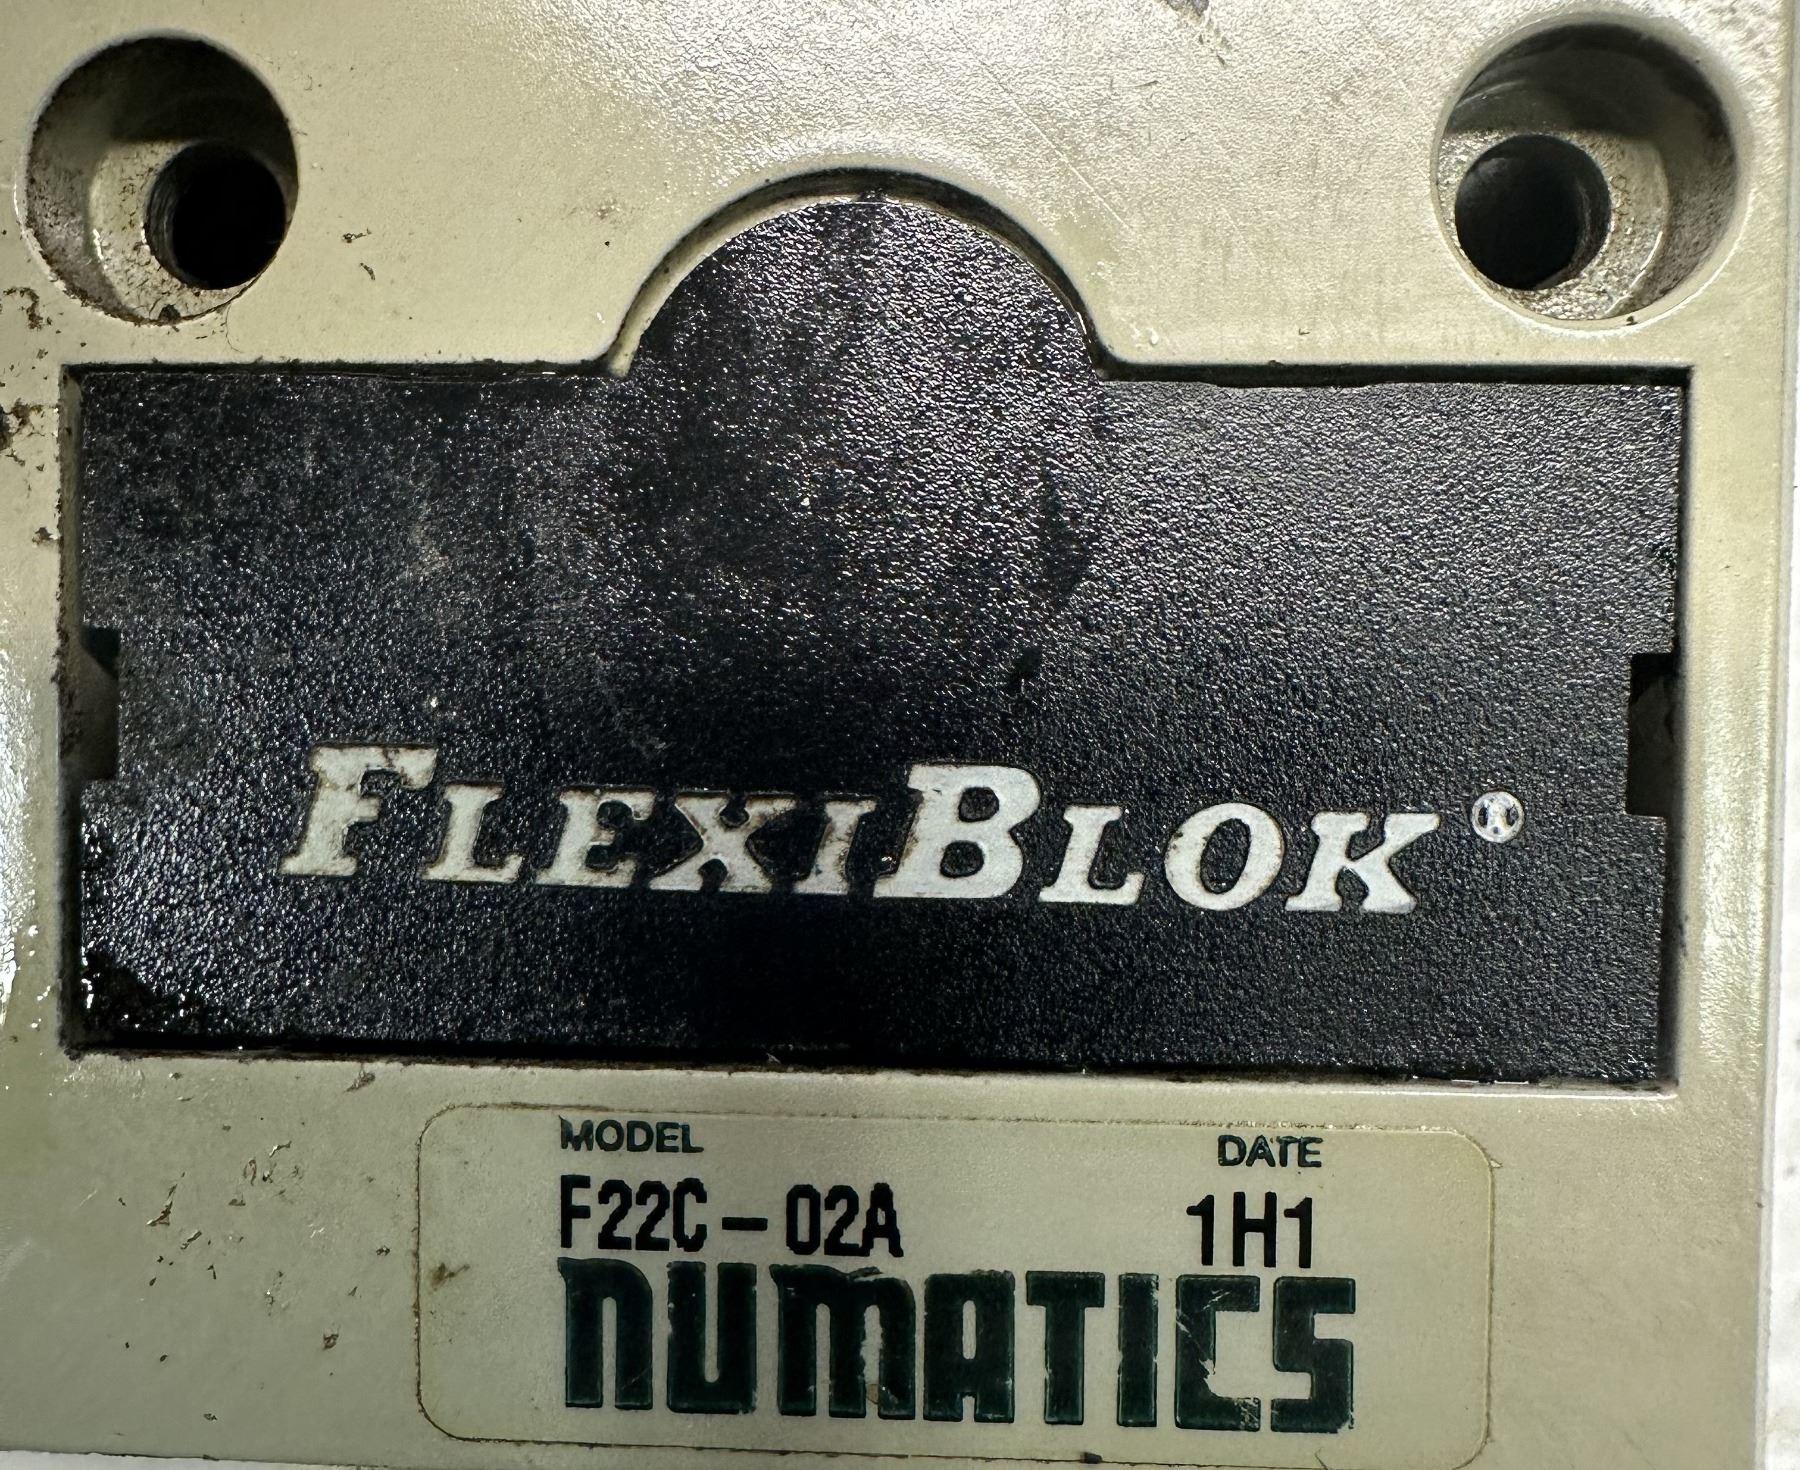 FLEXIBLOK®
MODEL DATE
F22C-02A 1H1
NUMATICS